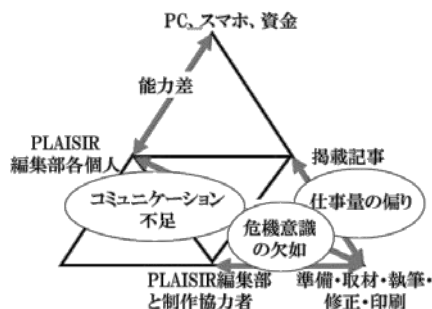 PC、スマホ、資金
能力差
PLAISIR
編集部各個人
掲載記事
コミュニケーション
不足
仕事量の偏り
危機意識
の欠如
PLAISIR編集部
と制作協力者
準備・取材・執筆・
修正・印刷